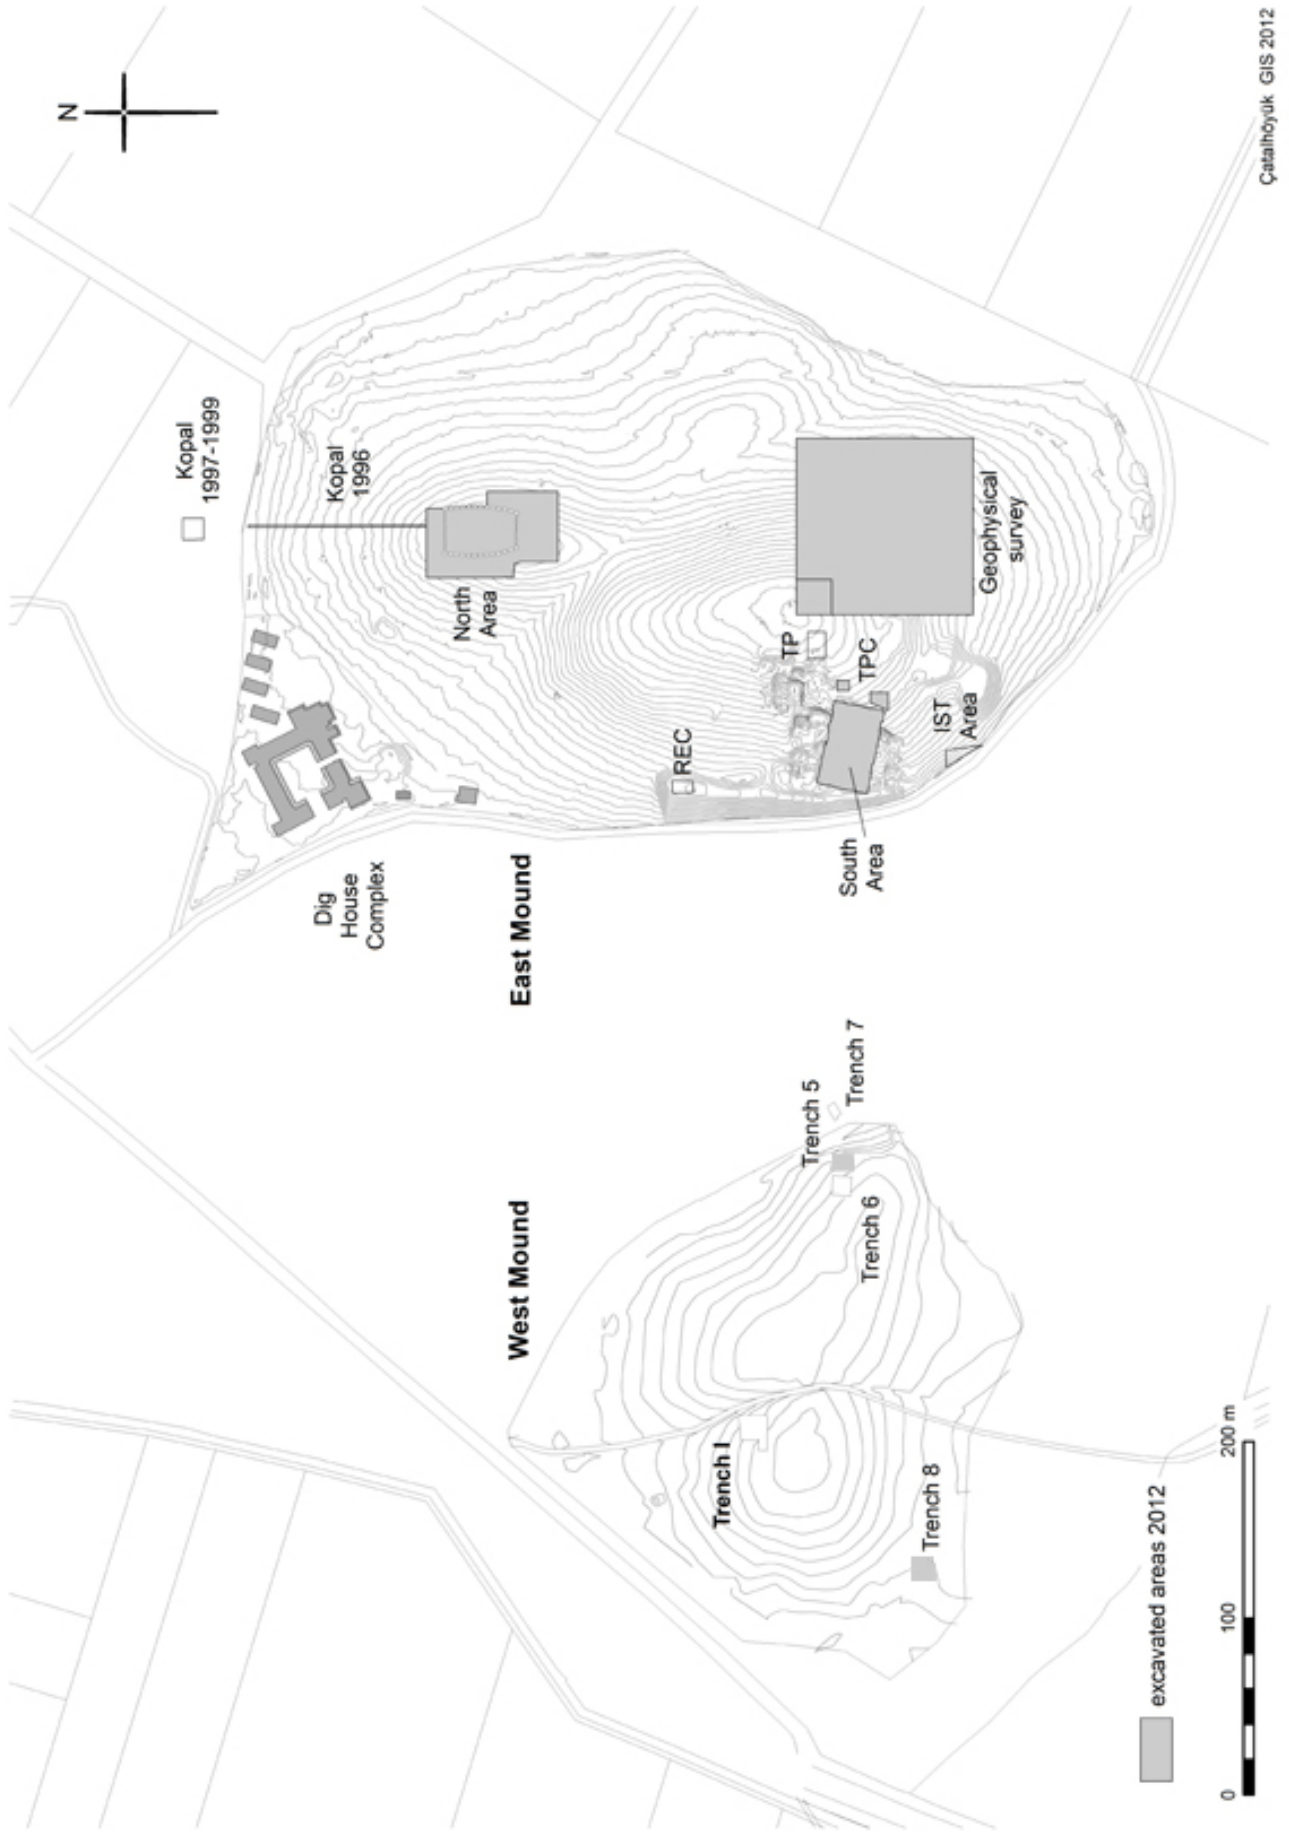 N
Kopal
1997-1999
Kopal
1996
North
Area
Dig
House
Complex
East Mound
West Mound
REC
TP
TPC
IST
Area
South
Area
Geophysical
survey
Trench 5
Trench 7
Trench 6
Trench I
Trench 8
excavated areas 2012
0
100
200 m
Çatalhöyük GIS 2012